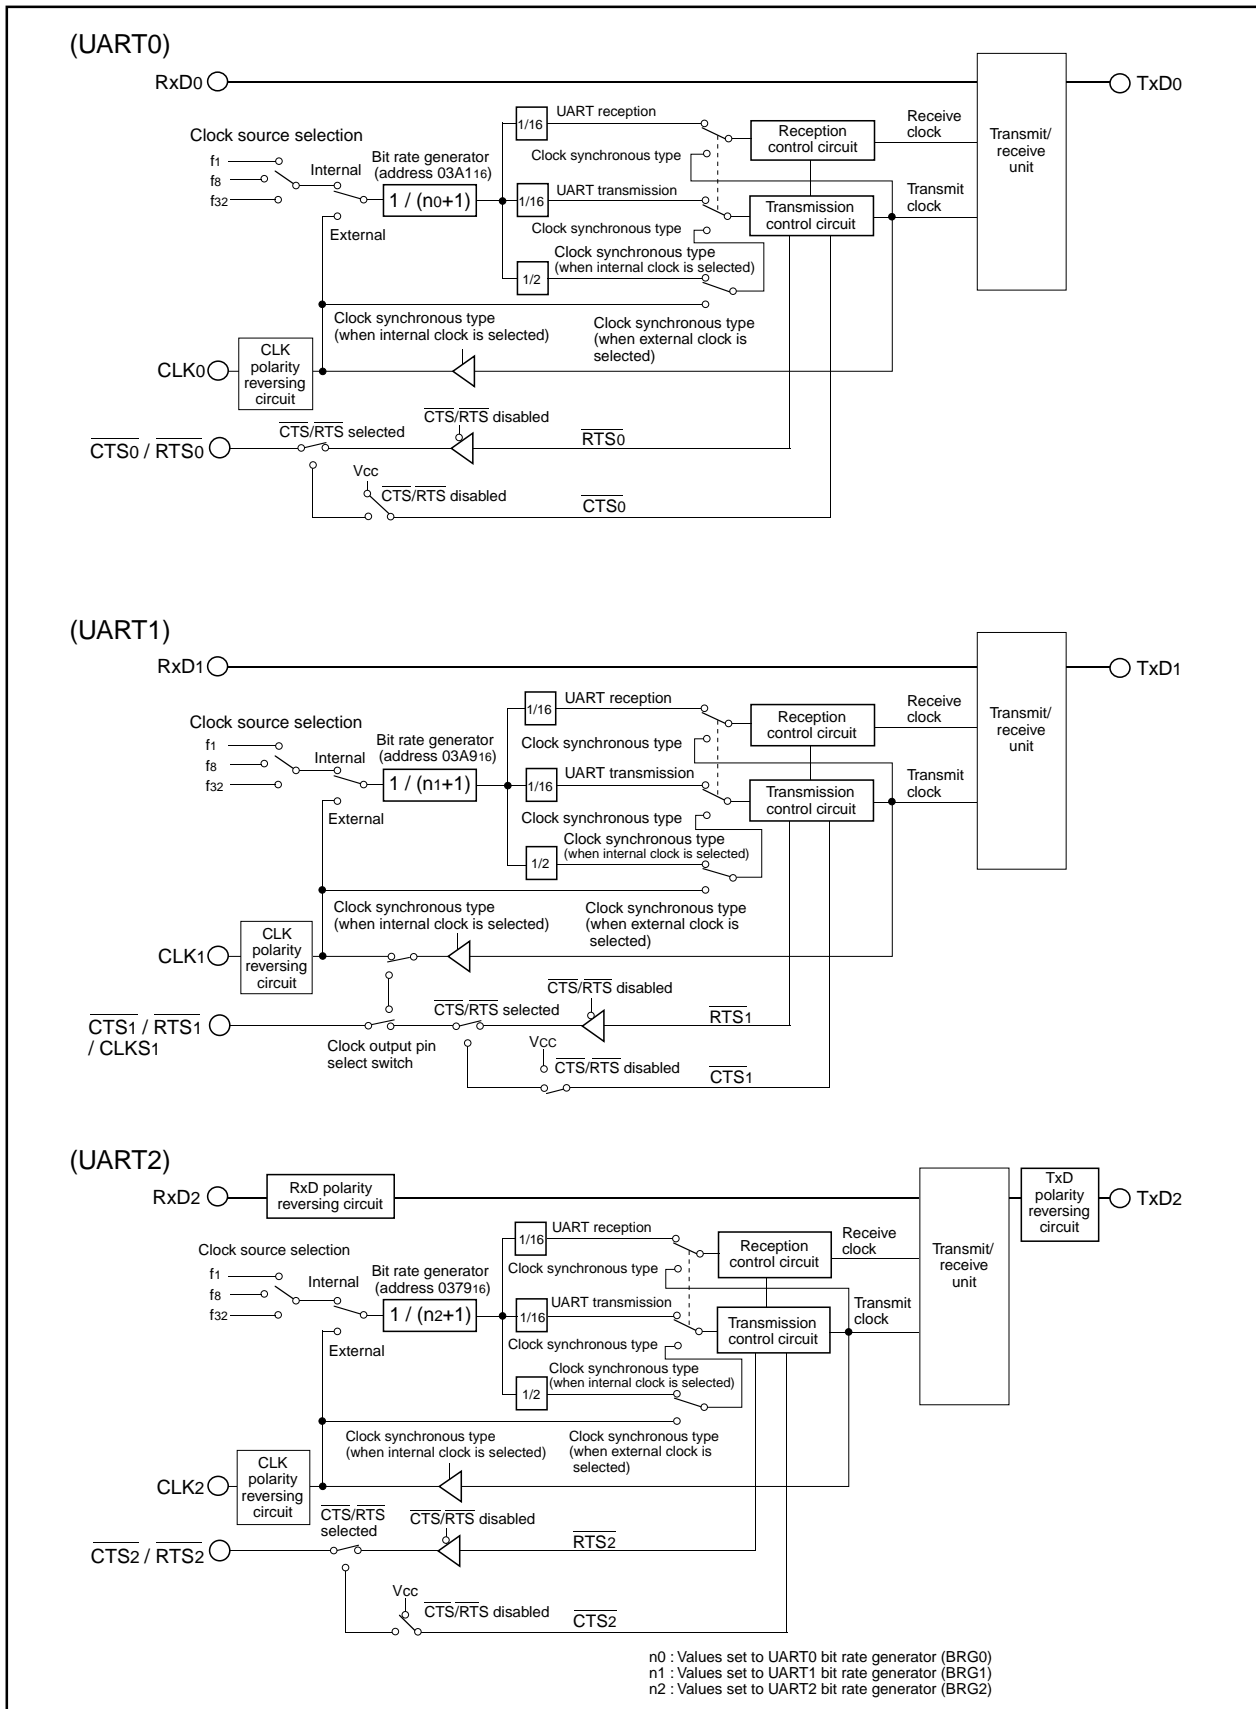 (UART0)
RxD0
TxD0
UART reception
1/16
Reception
control circuit
Receive
clock
Transmit/
receive
unit
Clock source selection
f1
f8
f32
Internal
Bit rate generator
(address 03A116)
1 / (n0+1)
Clock synchronous type
UART transmission
1/16
Transmission
control circuit
Transmit
clock
Clock synchronous type
External
Clock synchronous type
(when internal clock is selected)
1/2
Clock synchronous type
(when internal clock is selected)
Clock synchronous type
(when external clock is
selected)
CLK0
CLK
polarity
reversing
circuit
CTS/RTS disabled
CTS/RTS selected
CTS0 / RTS0
RTS0
Vcc
CTS/RTS disabled
CTS0
(UART1)
RxD1
TxD1
UART reception
1/16
Reception
control circuit
Receive
clock
Transmit/
receive
unit
Clock source selection
f1
f8
f32
Internal
Bit rate generator
(address 03A916)
1 / (n1+1)
Clock synchronous type
UART transmission
1/16
Transmission
control circuit
Transmit
clock
Clock synchronous type
External
Clock synchronous type
(when internal clock is selected)
1/2
Clock synchronous type
(when internal clock is selected)
Clock synchronous type
(when external clock is
selected)
CLK1
CLK
polarity
reversing
circuit
CTS/RTS disabled
CTS/RTS selected
CTS1 / RTS1
/ CLKS1
RTS1
Clock output pin
select switch
VCC
CTS/RTS disabled
CTS1
(UART2)
RxD2
RxD polarity
reversing circuit
TxD
polarity
reversing
circuit
TxD2
UART reception
1/16
Reception
control circuit
Receive
clock
Transmit/
receive
unit
Clock source selection
f1
f8
f32
Internal
Bit rate generator
(address 037916)
1 / (n2+1)
Clock synchronous type
UART transmission
1/16
Transmission
control circuit
Transmit
clock
Clock synchronous type
External
Clock synchronous type
(when internal clock is selected)
1/2
Clock synchronous type
(when internal clock is selected)
Clock synchronous type
(when external clock is
selected)
CLK2
CLK
polarity
reversing
circuit
CTS/RTS
selected
CTS/RTS disabled
CTS2 / RTS2
RTS2
Vcc
CTS/RTS disabled
CTS2
n0 : Values set to UART0 bit rate generator (BRG0)
n1 : Values set to UART1 bit rate generator (BRG1)
n2 : Values set to UART2 bit rate generator (BRG2)